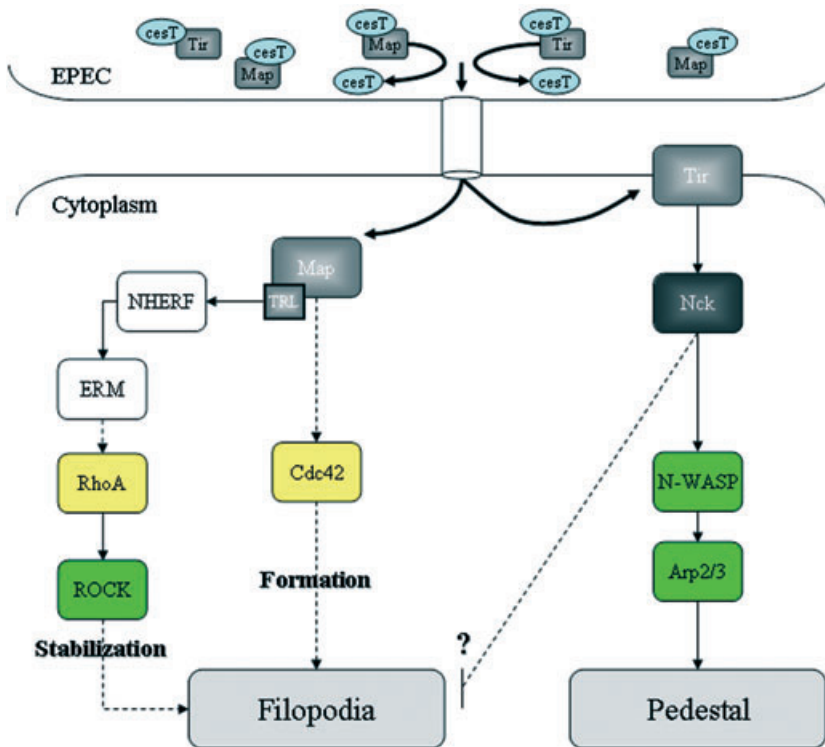 cesT
Tir
cesT
Map
cesT
Map
cesT
cesT
Tir
cesT
cesT
Map
EPEC
Cytoplasm
Tir
Map
TRL
NHERF
Nck
ERM
RhoA
Cdc42
N-WASP
ROCK
Formation
Arp2/3
Stabilization
?
Filopodia
Pedestal